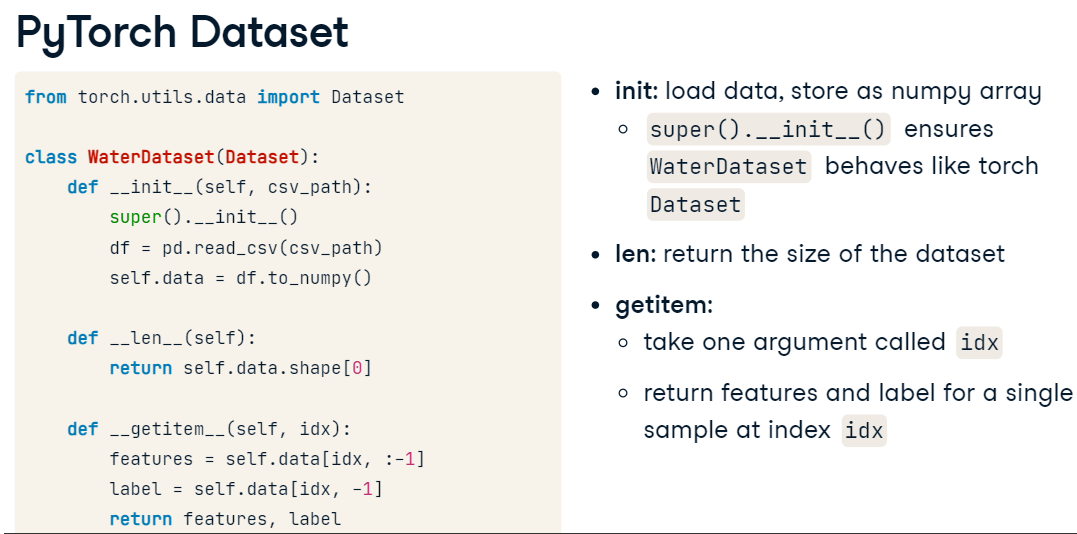 PyTorch Dataset
from torch.utils.data import Dataset
class WaterDataset(Dataset):
    def __init__(self, csv_path):
        super().__init__()
        df = pd.read_csv(csv_path)
        self.data = df.to_numpy()
    def __len__(self):
        return self.data.shape[0]
    def __getitem__(self, idx):
        features = self.data[idx, :-1]
        label = self.data[idx, -1]
        return features, label
• init: load data, store as numpy array
○ super().__init__() ensures
WaterDataset behaves like torch
Dataset
• len: return the size of the dataset
• getitem:
○ take one argument called idx
○ return features and label for a single
sample at index idx